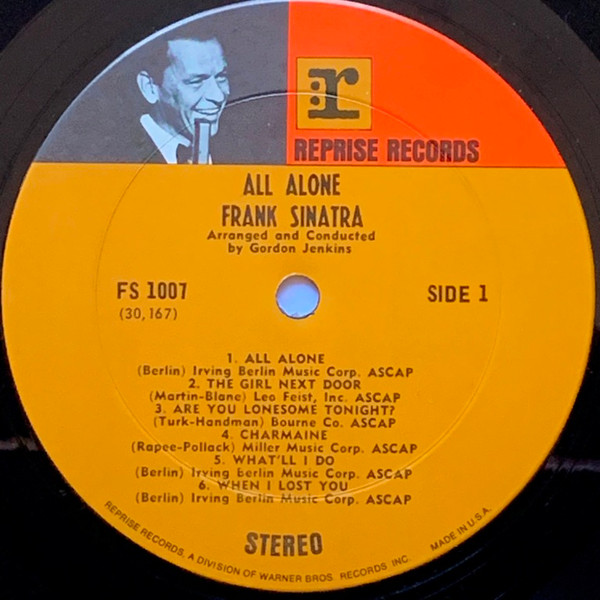 r
REPRISE RECORDS
ALL ALONE
FRANK SINATRA
Arranged and Conducted
by Gordon Jenkins
FS 1007
SIDE 1
(30,167)
1. ALL ALONE
(Berlin) Irving Berlin Music Corp. ASCAP
2. THE GIRL NEXT DOOR
(Martin-Blane) Leo Feist, Inc. ASCAP
3. ARE YOU LONESOME TONIGHT?
(Turk-Handman) Bourne Co. ASCAP
4. CHARMAINE
(Rapee-Pollack) Miller Music Corp. ASCAP
5. WHAT'LL I DO
(Berlin) Irving Berlin Music Corp. ASCAP
6. WHEN I LOST YOU
(Berlin) Irving Berlin Music Corp. ASCAP
STEREO
REPRISE RECORDS, A DIVISION OF WARNER BROS. RECORDS INC. MADE IN U.S.A.